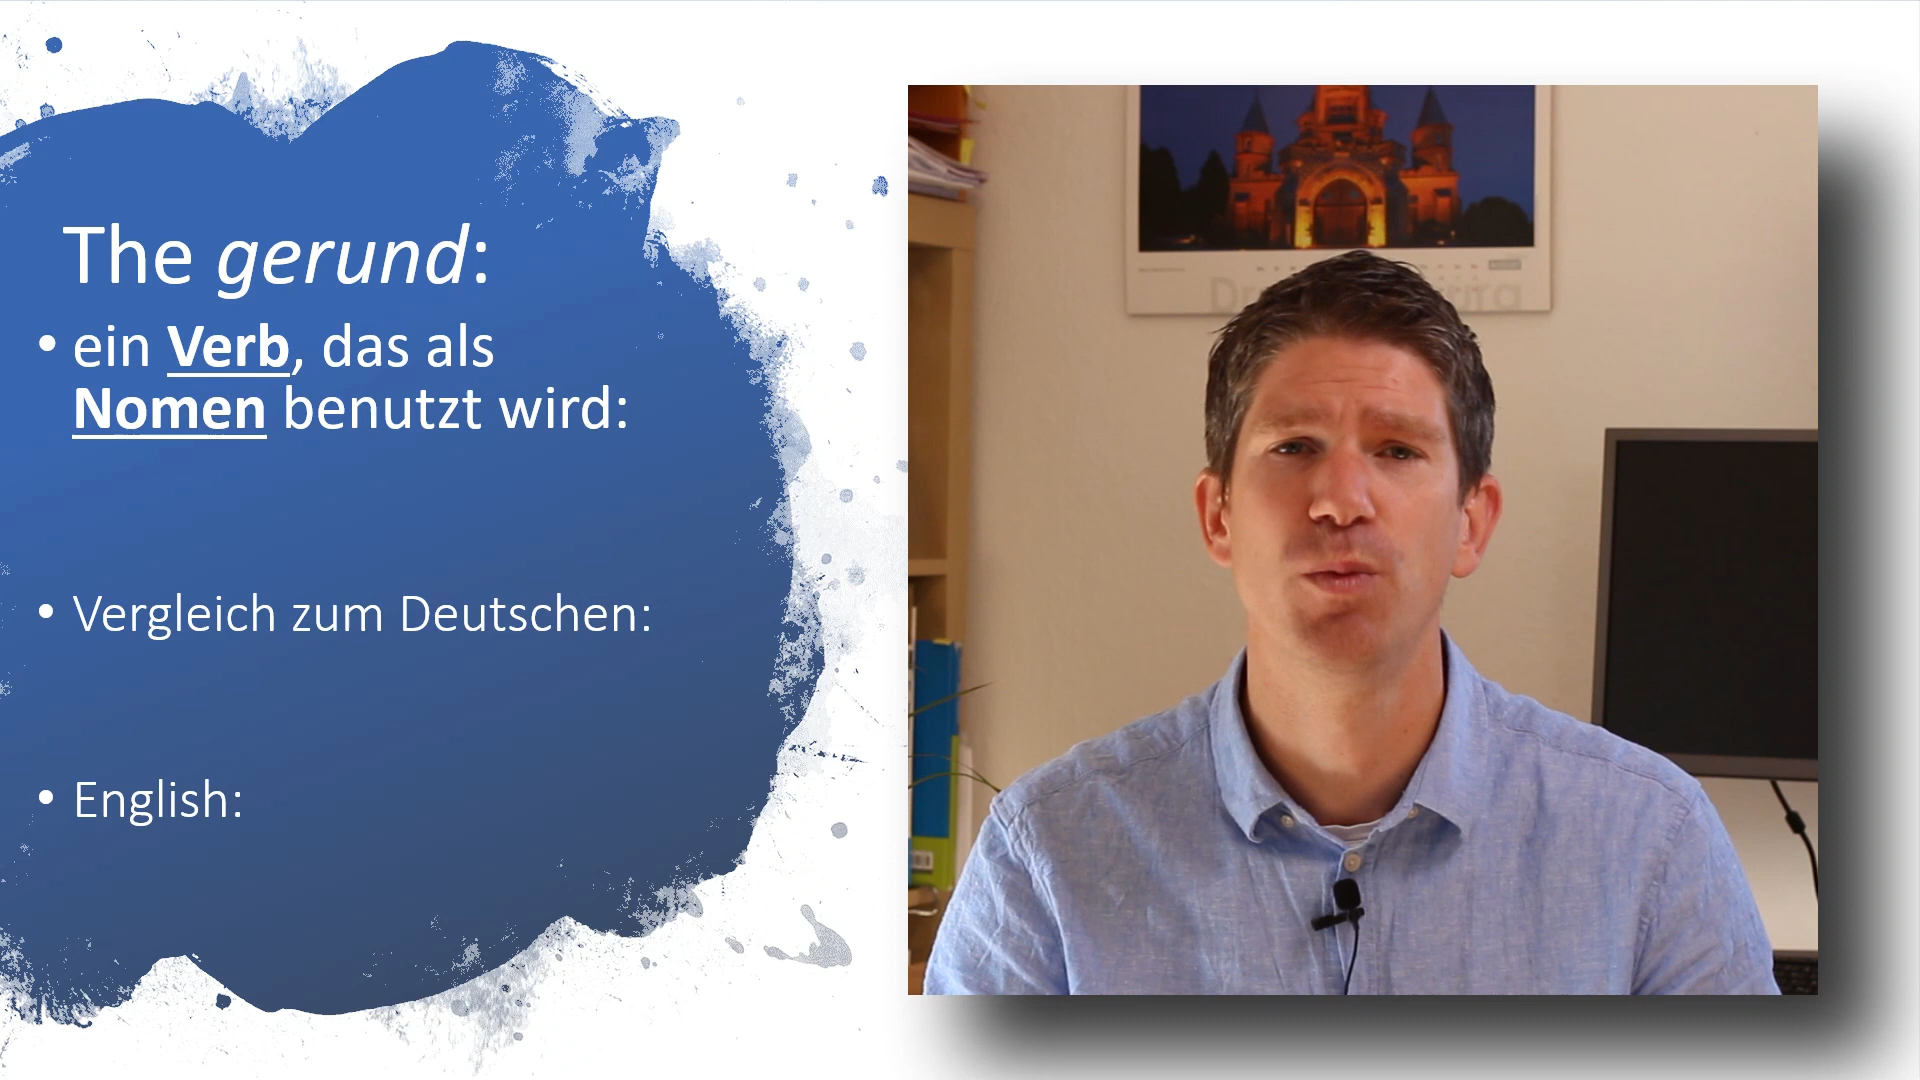 The gerund:
• ein Verb, das als
Nomen benutzt wird:
• Vergleich zum Deutschen:
• English: